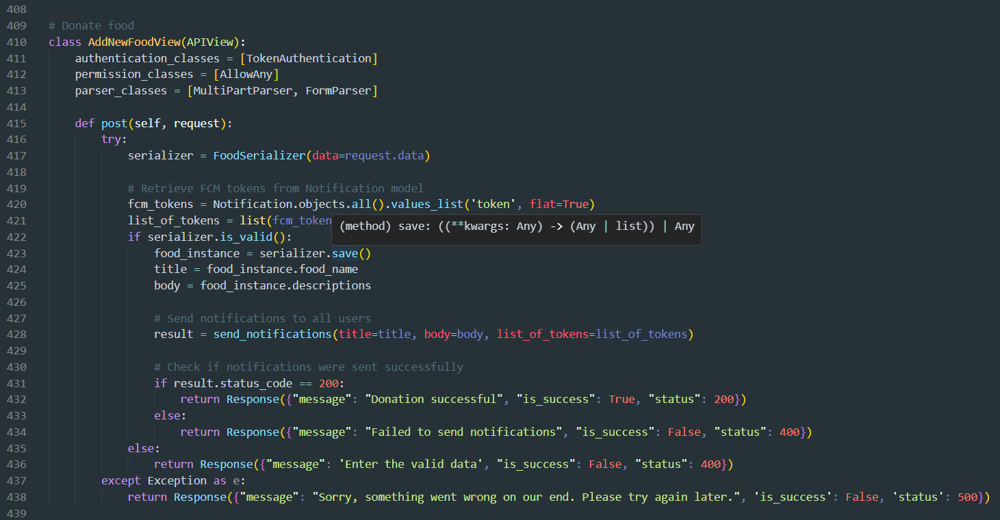 408
409 # Donate food
410 class AddNewFoodView(APIView):
411     authentication_classes = [TokenAuthentication]
412     permission_classes = [AllowAny]
413     parser_classes = [MultiPartParser, FormParser]
414
415     def post(self, request):
416         try:
417             serializer = FoodSerializer(data=request.data)
418
419             # Retrieve FCM tokens from Notification model
420             fcm_tokens = Notification.objects.all().values_list('token', flat=True)
421             list_of_tokens = list(fcm_token
(method) save: ((**kwargs: Any) -> (Any | list)) | Any
422             if serializer.is_valid():
423                 food_instance = serializer.save()
424                 title = food_instance.food_name
425                 body = food_instance.descriptions
426
427                 # Send notifications to all users
428                 result = send_notifications(title=title, body=body, list_of_tokens=list_of_tokens)
429
430                 # Check if notifications were sent successfully
431                 if result.status_code == 200:
432                     return Response({"message": "Donation successful", "is_success": True, "status": 200})
433                 else:
434                     return Response({"message": "Failed to send notifications", "is_success": False, "status": 400})
435             else:
436                 return Response({"message": 'Enter the valid data', "is_success": False, "status": 400})
437         except Exception as e:
438             return Response({"message": "Sorry, something went wrong on our end. Please try again later.", 'is_success': False, 'status': 500})
439